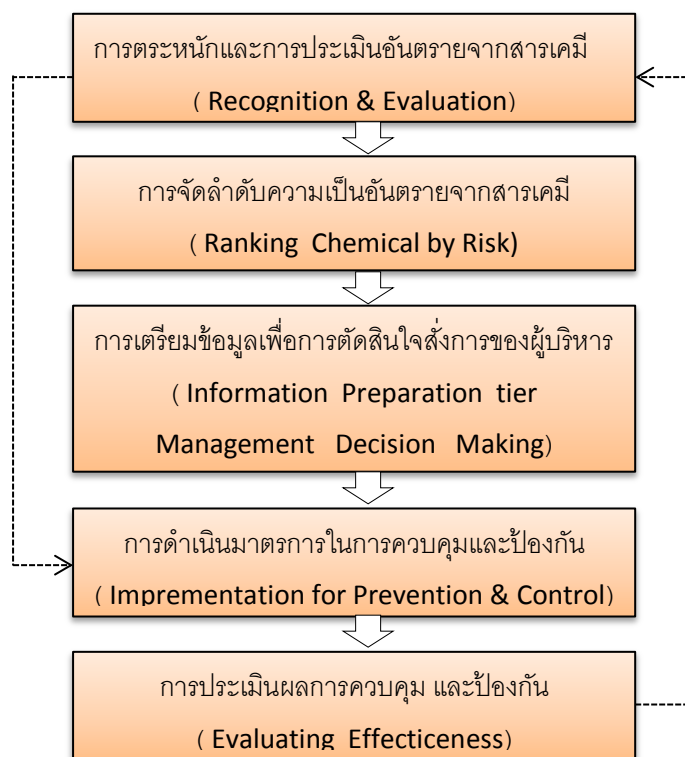 การตระหนักและการประเมินอันตรายจากสารเคมี
( Recognition & Evaluation)
การจัดลำดับความเป็นอันตรายจากสารเคมี
( Ranking Chemical by Risk)
การเตรียมข้อมูลเพื่อการตัดสินใจสั่งการของผู้บริหาร
( Information Preparation tier
Management Decision Making)
การดำเนินมาตรการในการควบคุมและป้องกัน
( Imprementation for Prevention & Control)
การประเมินผลการควบคุม และป้องกัน
( Evaluating Effecticeness)